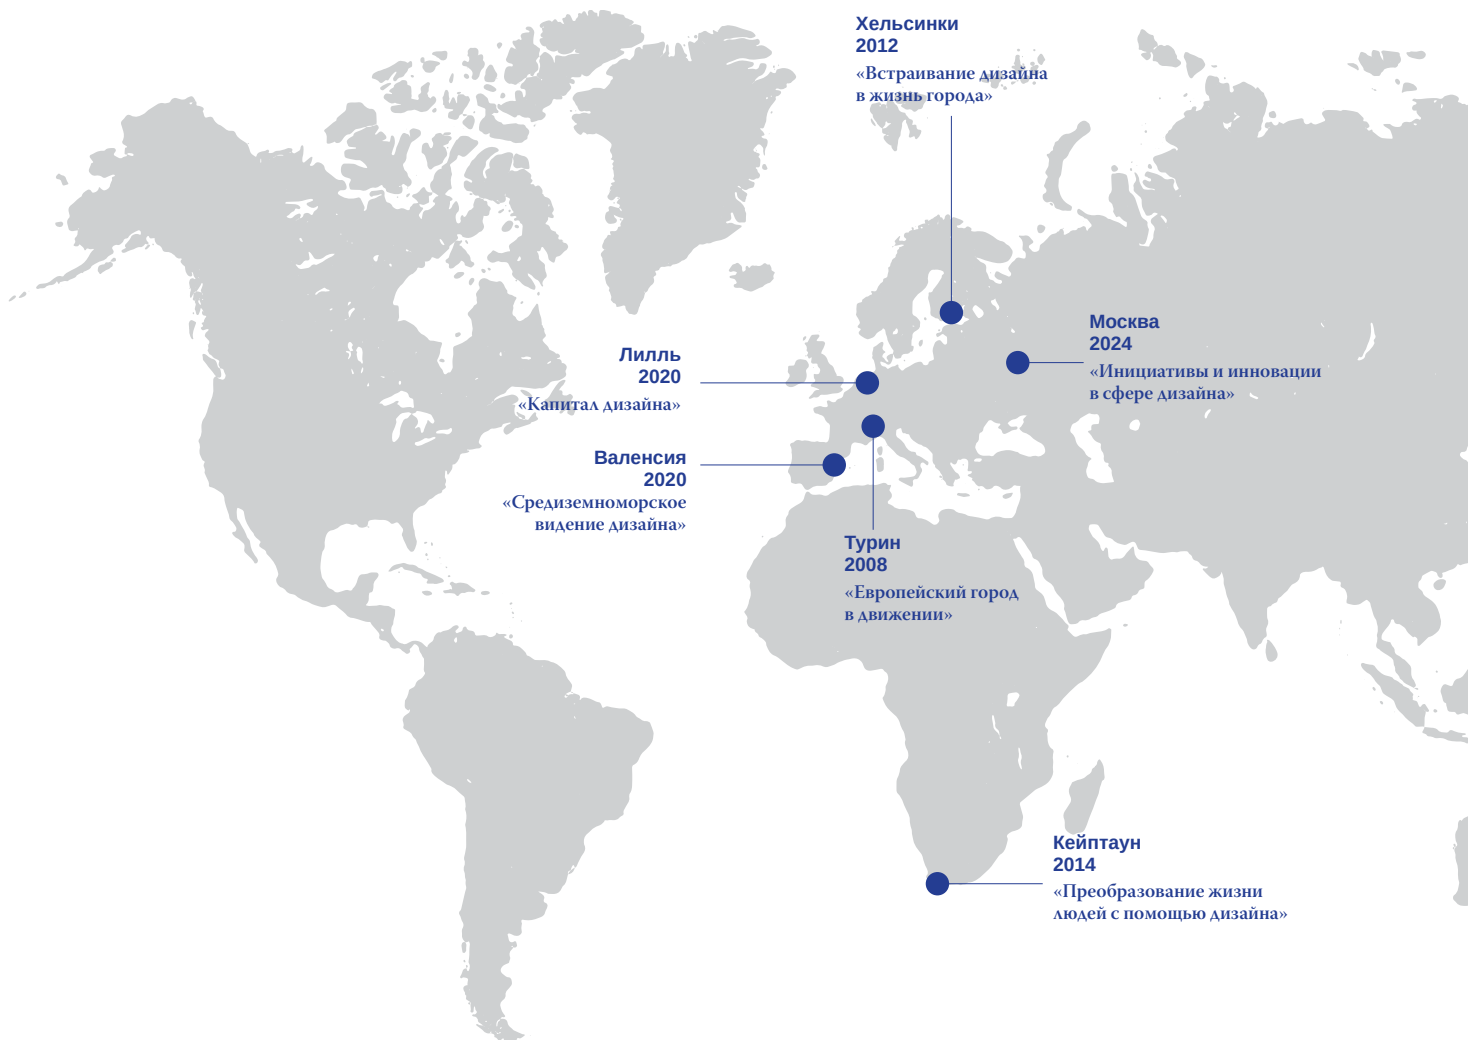 Хельсинки
2012
«Встраивание дизайна
в жизнь города»
Москва
2024
«Инициативы и инновации
в сфере дизайна»
Лилль
2020
«Капитал дизайна»
Валенсия
2020
«Средиземноморское
видение дизайна»
Турин
2008
«Европейский город
в движении»
Кейптаун
2014
«Преобразование жизни
людей с помощью дизайна»